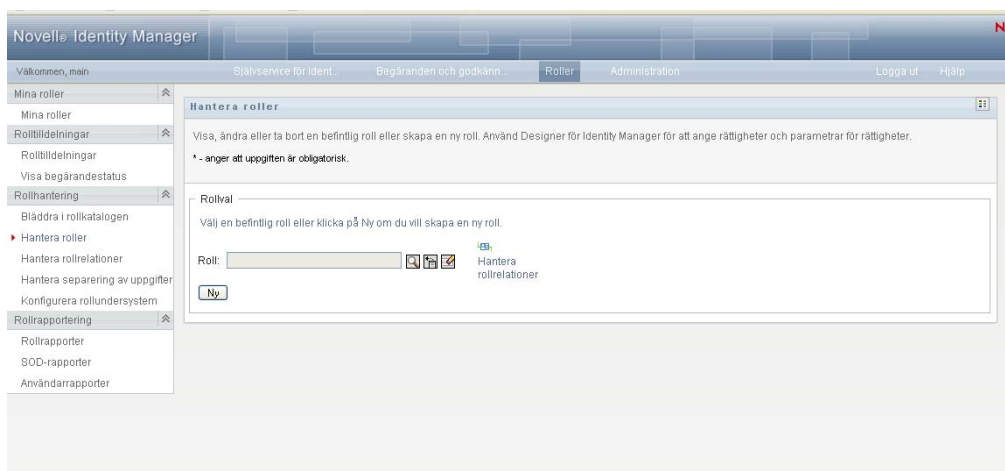 Novell® Identity Manager
N
Välkommen, main
Självservice för ident...
Begäranden och godkänn...
Roller
Administration
Logga ut
Hjälp
Mina roller
Mina roller
Rolltilldelningar
Rolltilldelningar
Visa begärandestatus
Rollhantering
Bläddra i rollkatalogen
Hantera roller
Hantera rollrelationer
Hantera separering av uppgifter
Konfigurera rollundersystem
Rollrapportering
Rollrapporter
SOD-rapporter
Användarrapporter
Hantera roller
Visa, ändra eller ta bort en befintlig roll eller skapa en ny roll. Använd Designer för Identity Manager för att ange rättigheter och parametrar för rättigheter.
* - anger att uppgiften är obligatorisk.
Rollval
Välj en befintlig roll eller klicka på Ny om du vill skapa en ny roll.
Roll:
Hantera
rollrelationer
Ny